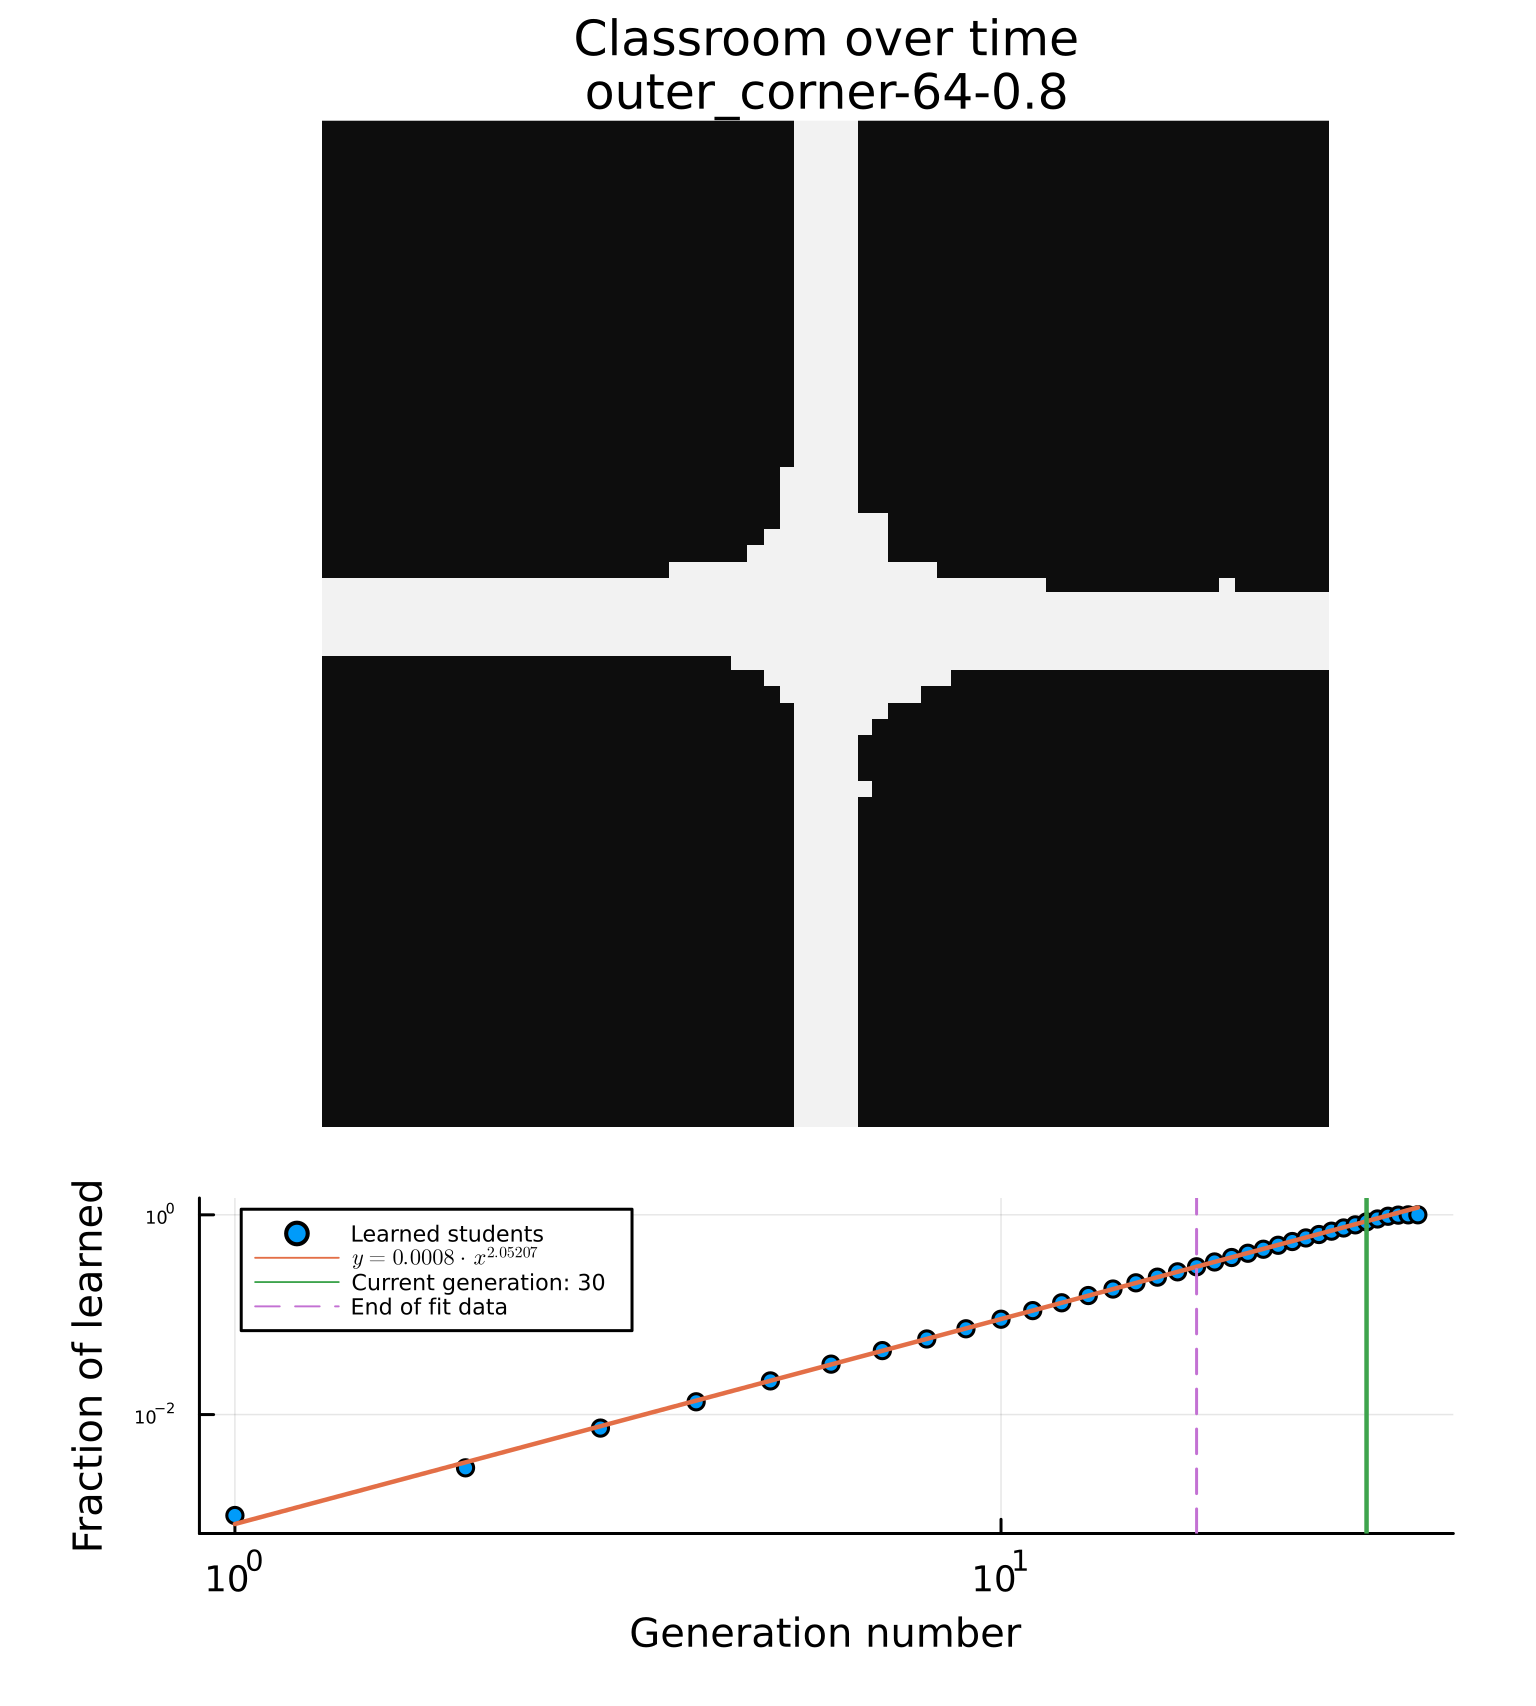 Classroom over time
outer_corner-64-0.8
Fraction of learned
10^0
10^−2
Learned students
y = 0.0008 · x^2.05207
Current generation: 30
End of fit data
10^0
10^1
Generation number